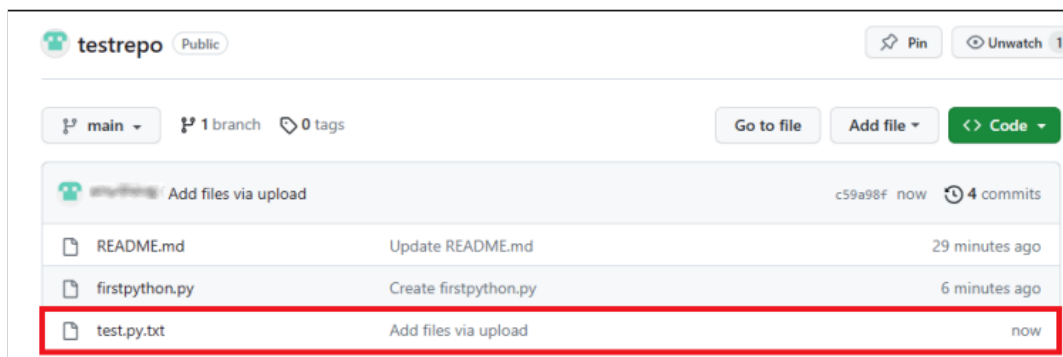 testrepo Public Pin Unwatch 1
main 1 branch 0 tags Go to file Add file <> Code
Add files via upload c59a98f now 4 commits
README.md Update README.md 29 minutes ago
firstpython.py Create firstpython.py 6 minutes ago
test.py.txt Add files via upload now